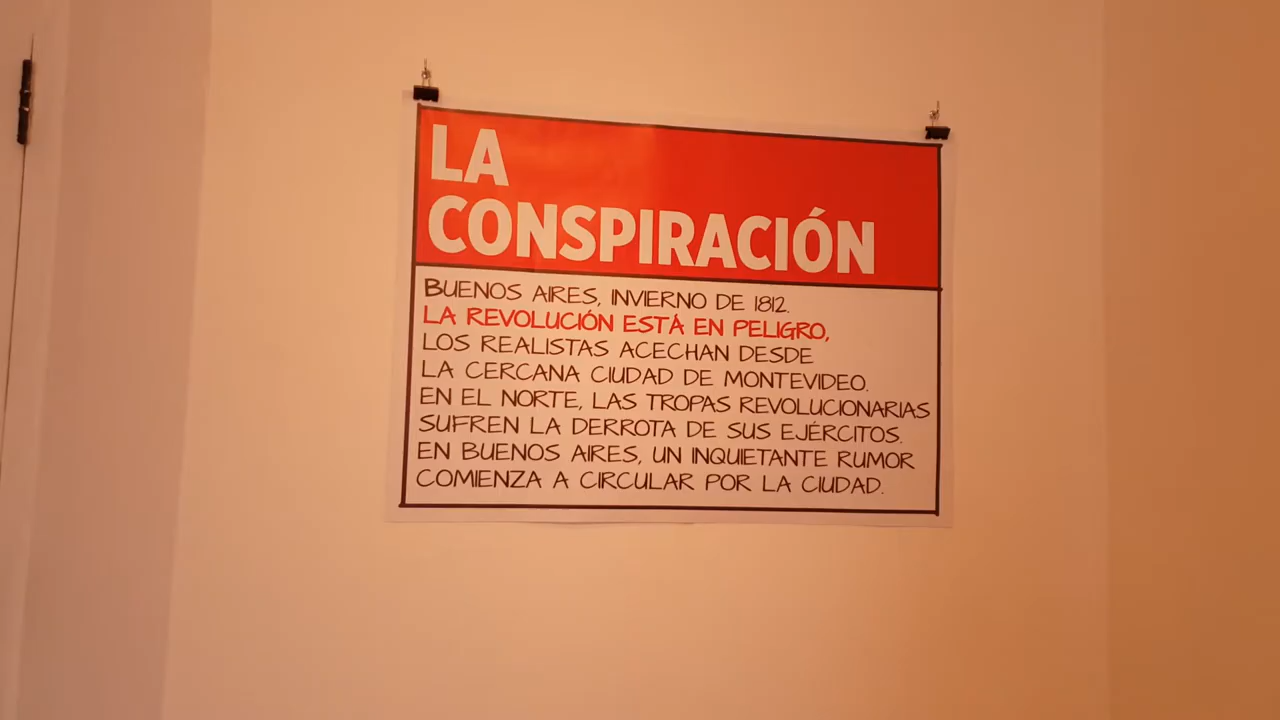 LA
CONSPIRACIÓN
BUENOS AIRES, INVIERNO DE 1812.
LA REVOLUCIÓN ESTÁ EN PELIGRO,
LOS REALISTAS ACECHAN DESDE
LA CERCANA CIUDAD DE MONTEVIDEO.
EN EL NORTE, LAS TROPAS REVOLUCIONARIAS
SUFREN LA DERROTA DE SUS EJÉRCITOS.
EN BUENOS AIRES, UN INQUIETANTE RUMOR
COMIENZA A CIRCULAR POR LA CIUDAD.